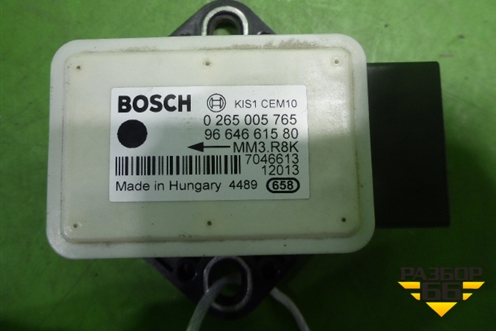 BOSCH KIS1 CEM10
0 265 005 765
96 646 615 80
MM3.R8K
7046613
12013
Made in Hungary 4489 658
РАЗБОР
66